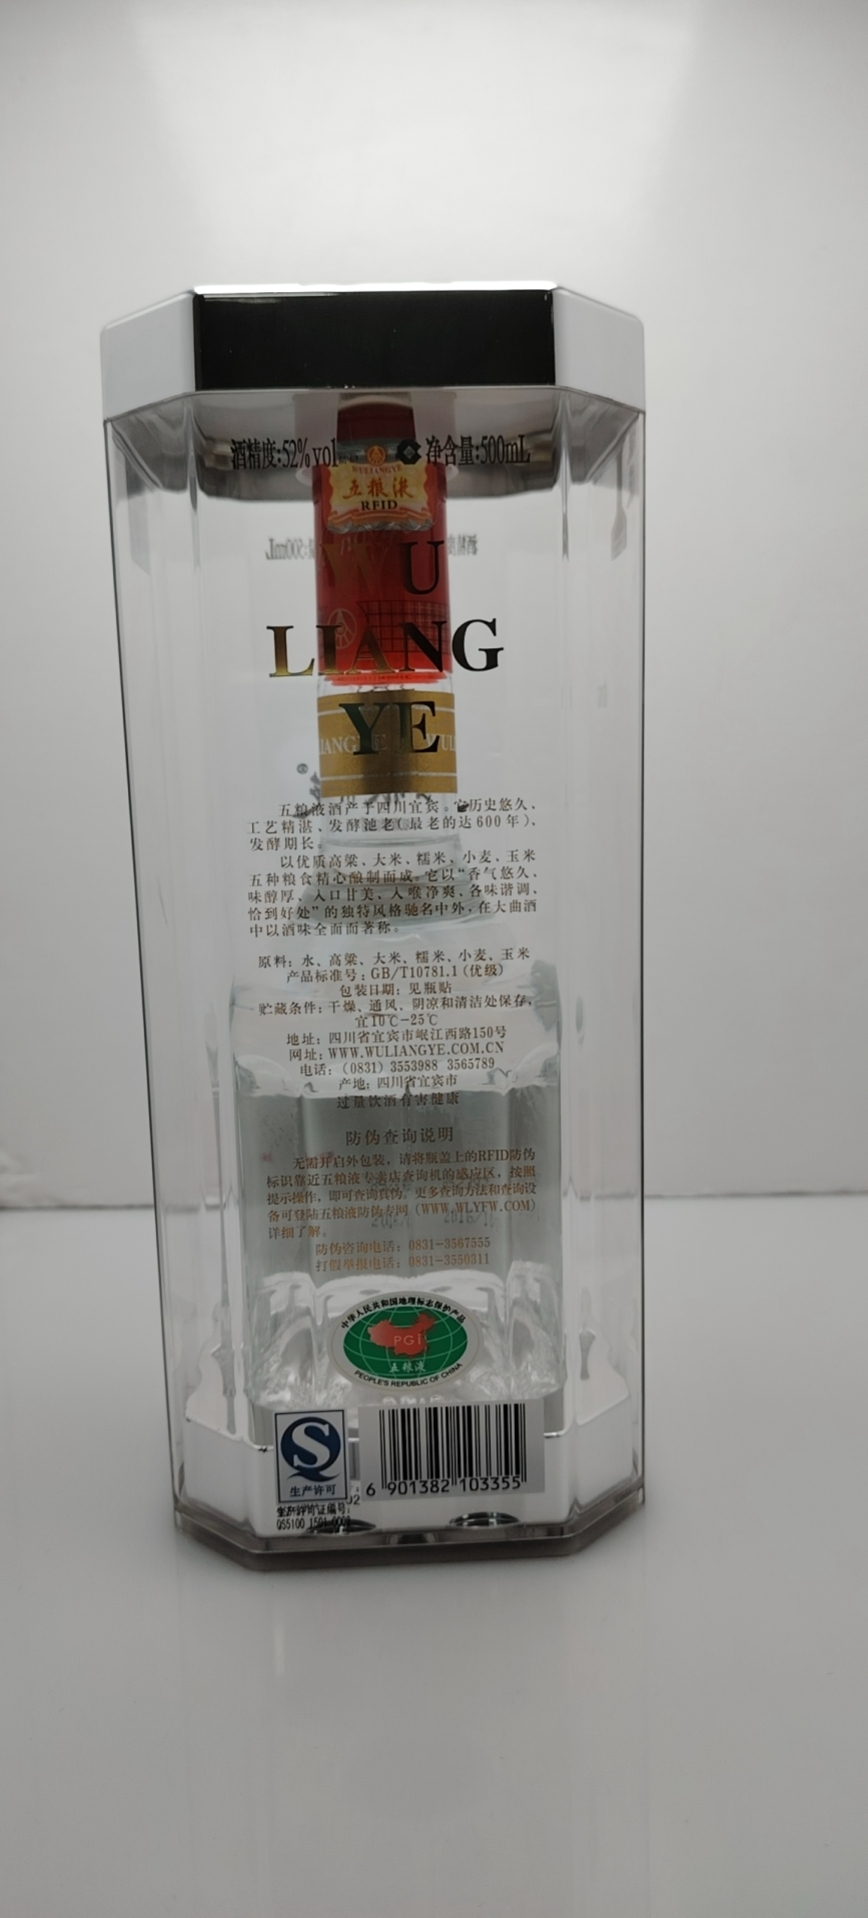 酒精度:52%vol 净含量:500mL
WULIANGYE
五粮液
RFID
WU
LIANG
YE
五粮液酒产于四川宜宾。它历史悠久、
工艺精湛、发酵池老(最老的达600年)、
发酵期长。
以优质高粱、大米、糯米、小麦、玉米
五种粮食精心酿制而成。它以“香气悠久、
味醇厚、入口甘美、入喉净爽、各味谐调、
恰到好处”的独特风格驰名中外,在大曲酒
中以酒味全面而著称。
原料:水、高粱、大米、糯米、小麦、玉米
产品标准号:GB/T10781.1(优级)
包装日期:见瓶贴
贮藏条件:干燥、通风、阴凉和清洁处保存,
宜10℃-25℃
地址:四川省宜宾市岷江西路150号
网址:WWW.WULIANGYE.COM.CN
电话:(0831)3553988 3565789
产地:四川省宜宾市
过量饮酒有害健康
防伪查询说明
无需开启外包装,请将瓶盖上的RFID防伪
标识靠近五粮液专卖店查询机的感应区,按照
提示操作,即可查询真伪。更多查询方法和查询设
备可登陆五粮液防伪专网(WWW.WLYFW.COM)
详细了解。
防伪咨询电话:0831-3567555
打假举报电话:0831-3550311
中华人民共和国地理标志保护产品
PGI
五粮液
PEOPLE'S REPUBLIC OF CHINA
生产许可
6 901382 103355
生产许可证编号:
QS5100 1501